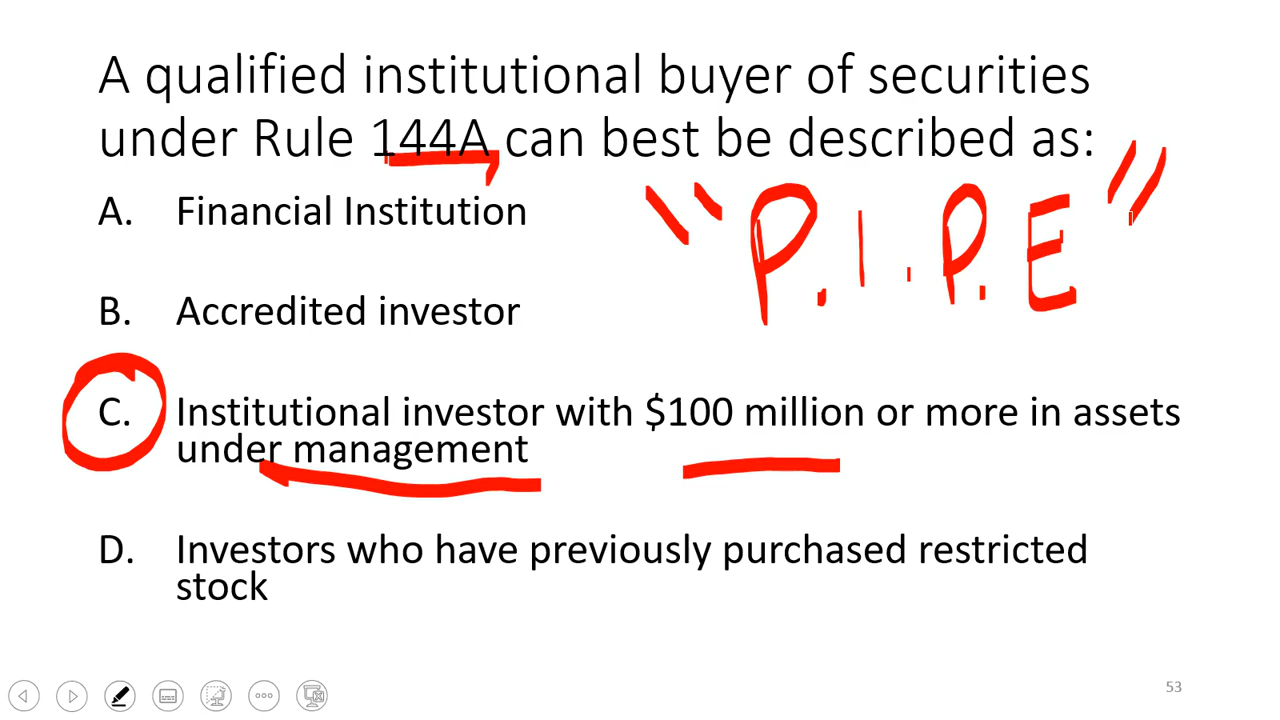 A qualified institutional buyer of securities
under Rule 144A can best be described as:
A. Financial Institution
"P.I.P.E"
B. Accredited investor
C. Institutional investor with $100 million or more in assets
under management
D. Investors who have previously purchased restricted
stock
53